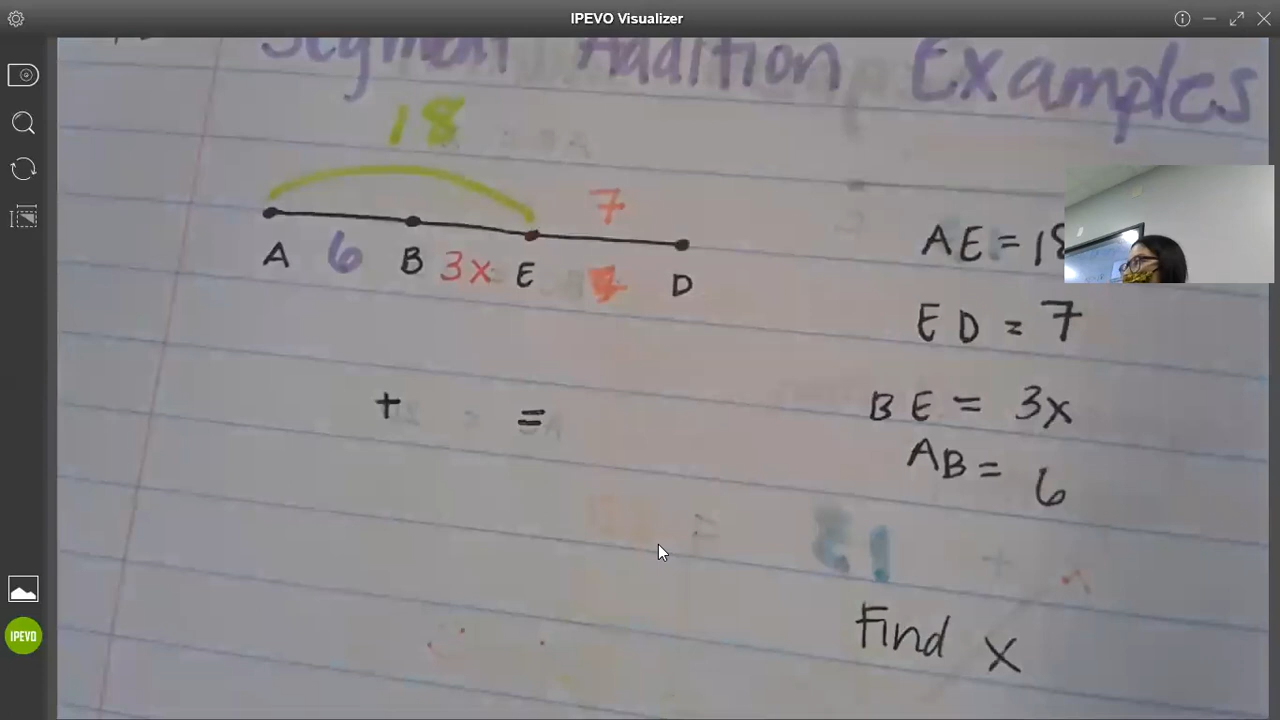 IPEVO Visualizer
Segment Addition Examples
18
7
A 6 B 3x E D
AE = 18
ED = 7
+ =
BE = 3x
AB = 6
IPEVO
Find x